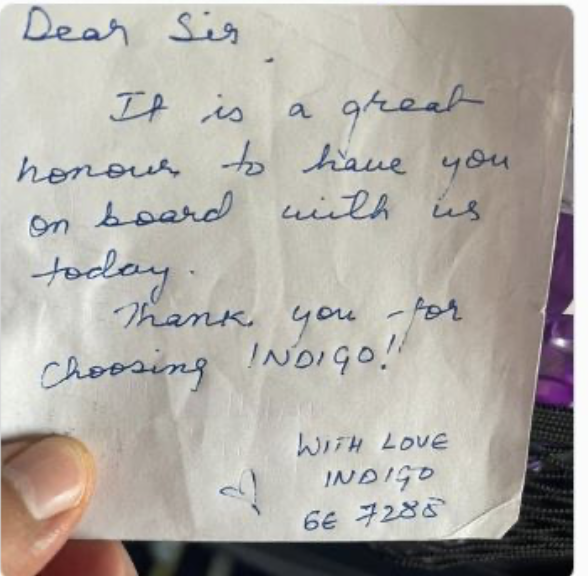 Dear Sir
It is a great
honour to have you
on board with us
today.
Thank you for
choosing INDIGO!!
WITH LOVE
INDIGO
6E 7285